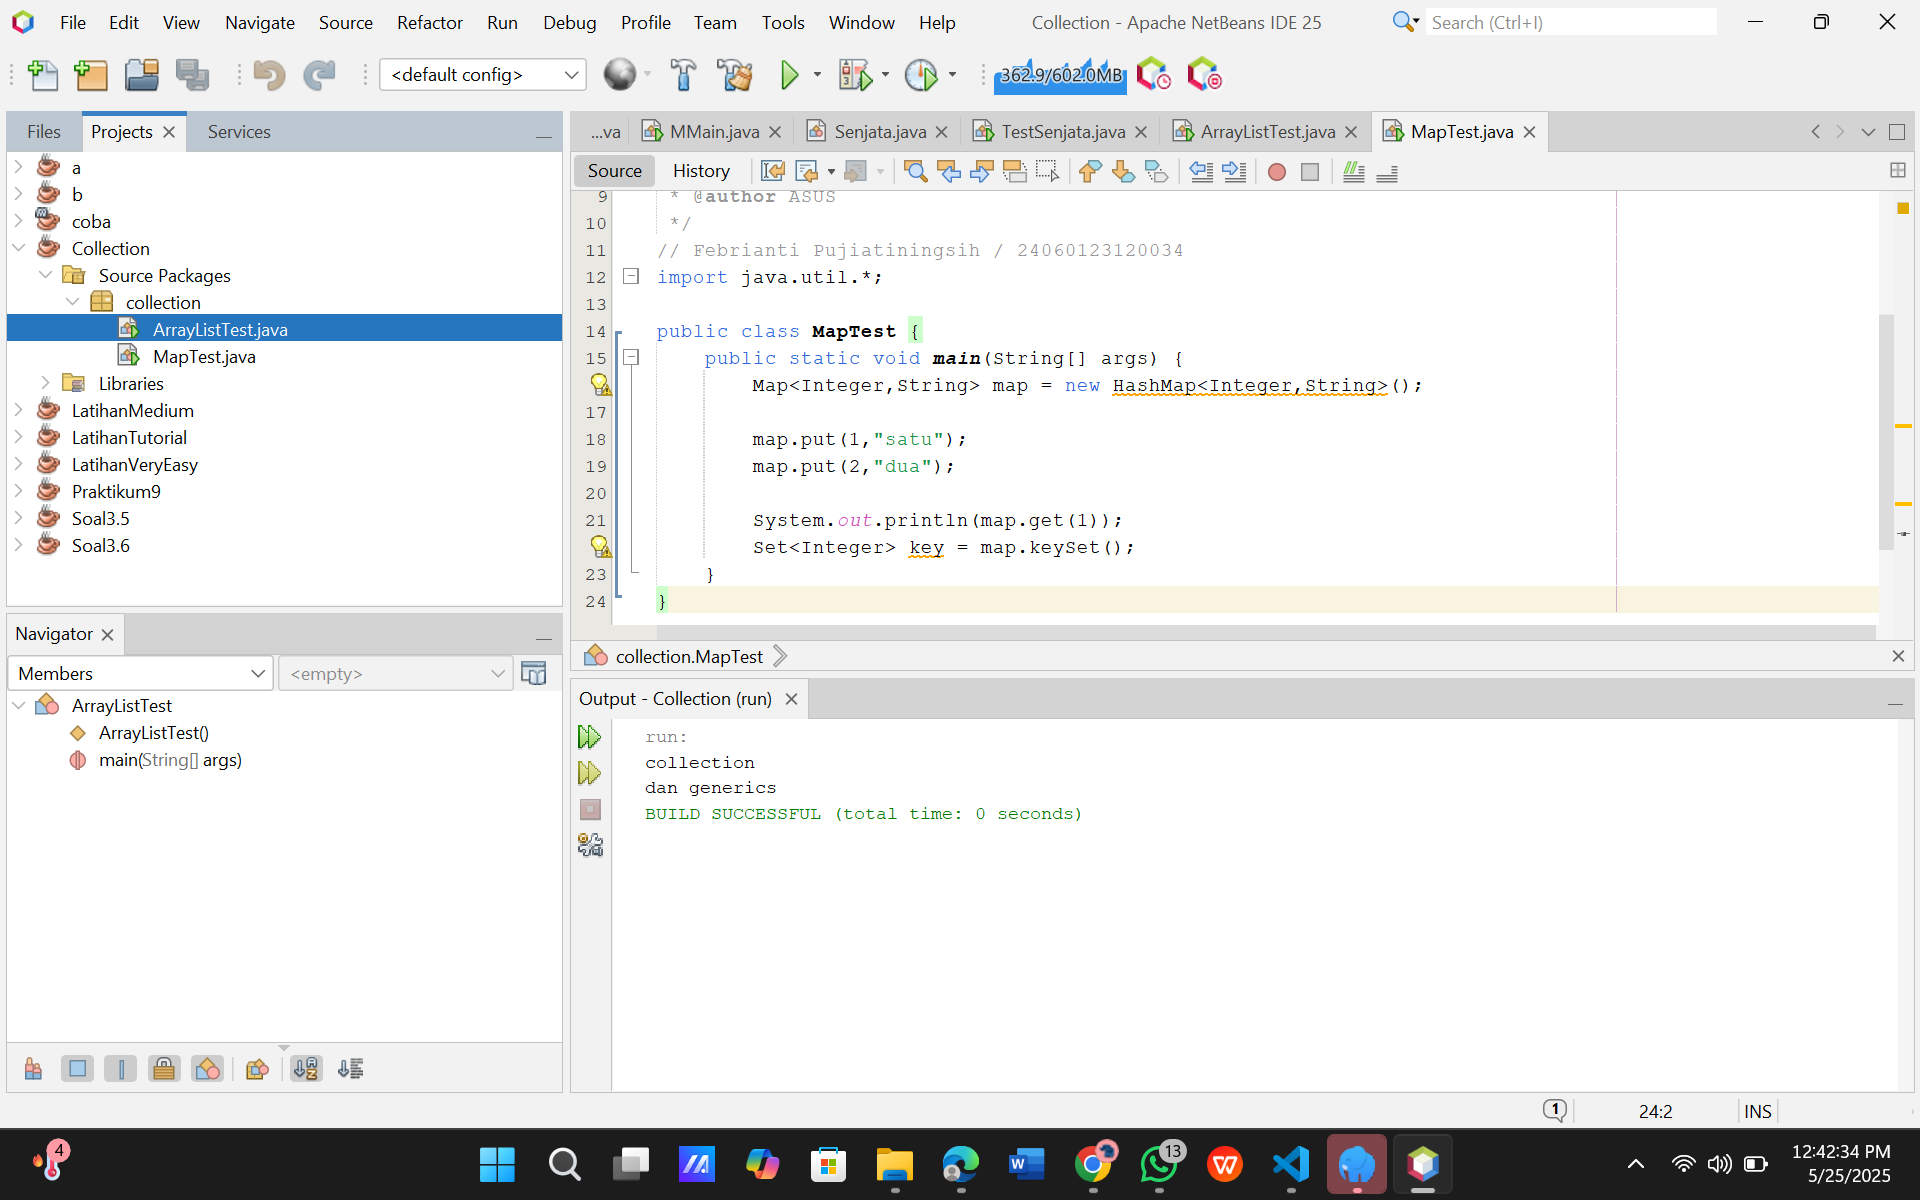 File Edit View Navigate Source Refactor Run Debug Profile Team Tools Window Help
Collection - Apache NetBeans IDE 25
Search (Ctrl+I)
<default config>
362.9/602.0MB
Files Projects Services
a
b
coba
Collection
Source Packages
collection
ArrayListTest.java
MapTest.java
Libraries
LatihanMedium
LatihanTutorial
LatihanVeryEasy
Praktikum9
Soal3.5
Soal3.6
Navigator
Members <empty>
ArrayListTest
ArrayListTest()
main(String[] args)
...va MMain.java Senjata.java TestSenjata.java ArrayListTest.java MapTest.java
Source History
9 * @author ASUS
10 */
11 // Febrianti Pujiatiningsih / 24060123120034
12 import java.util.*;
13
14 public class MapTest {
15 public static void main(String[] args) {
Map<Integer,String> map = new HashMap<Integer,String>();
17
18 map.put(1,"satu");
19 map.put(2,"dua");
20
21 System.out.println(map.get(1));
Set<Integer> key = map.keySet();
23 }
24 }
collection.MapTest
Output - Collection (run)
run:
collection
dan generics
BUILD SUCCESSFUL (total time: 0 seconds)
1 24:2 INS
4
13
12:42:34 PM
5/25/2025